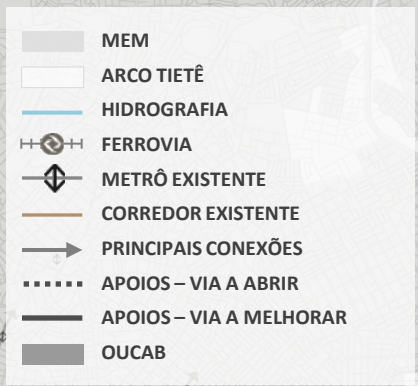 MEM
ARCO TIETÊ
HIDROGRAFIA
FERROVIA
METRÔ EXISTENTE
CORREDOR EXISTENTE
PRINCIPAIS CONEXÕES
APOIOS – VIA A ABRIR
APOIOS – VIA A MELHORAR
OUCAB